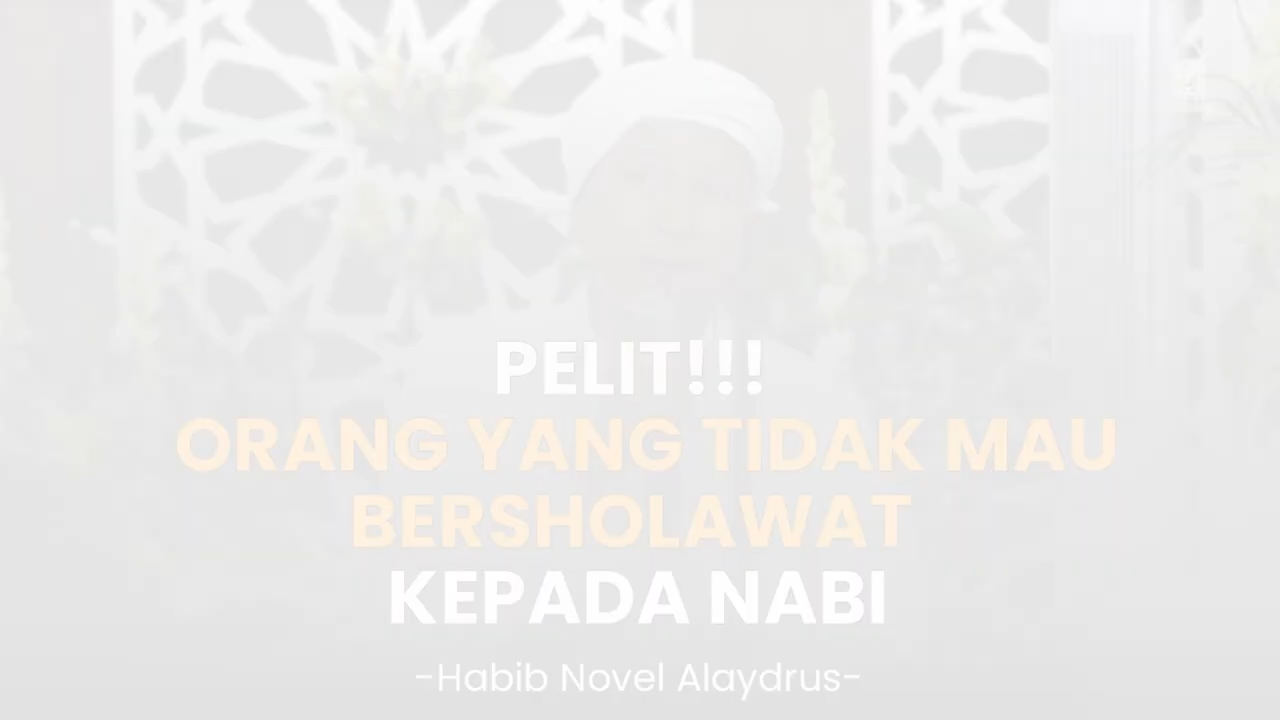 PELIT!!!
ORANG YANG TIDAK MAU
BERSHOLAWAT
KEPADA NABI
-Habib Novel Alaydrus-